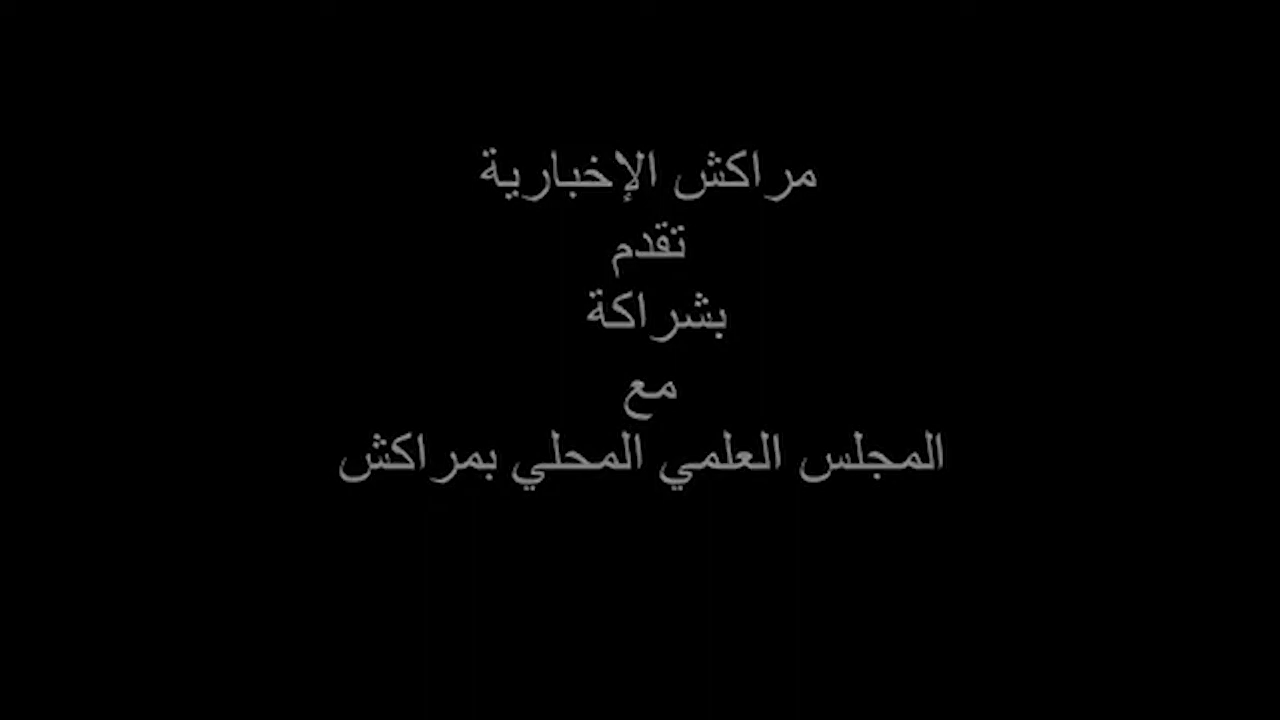 مراكش الإخبارية
تقدم
بشراكة
مع
المجلس العلمي المحلي بمراكش